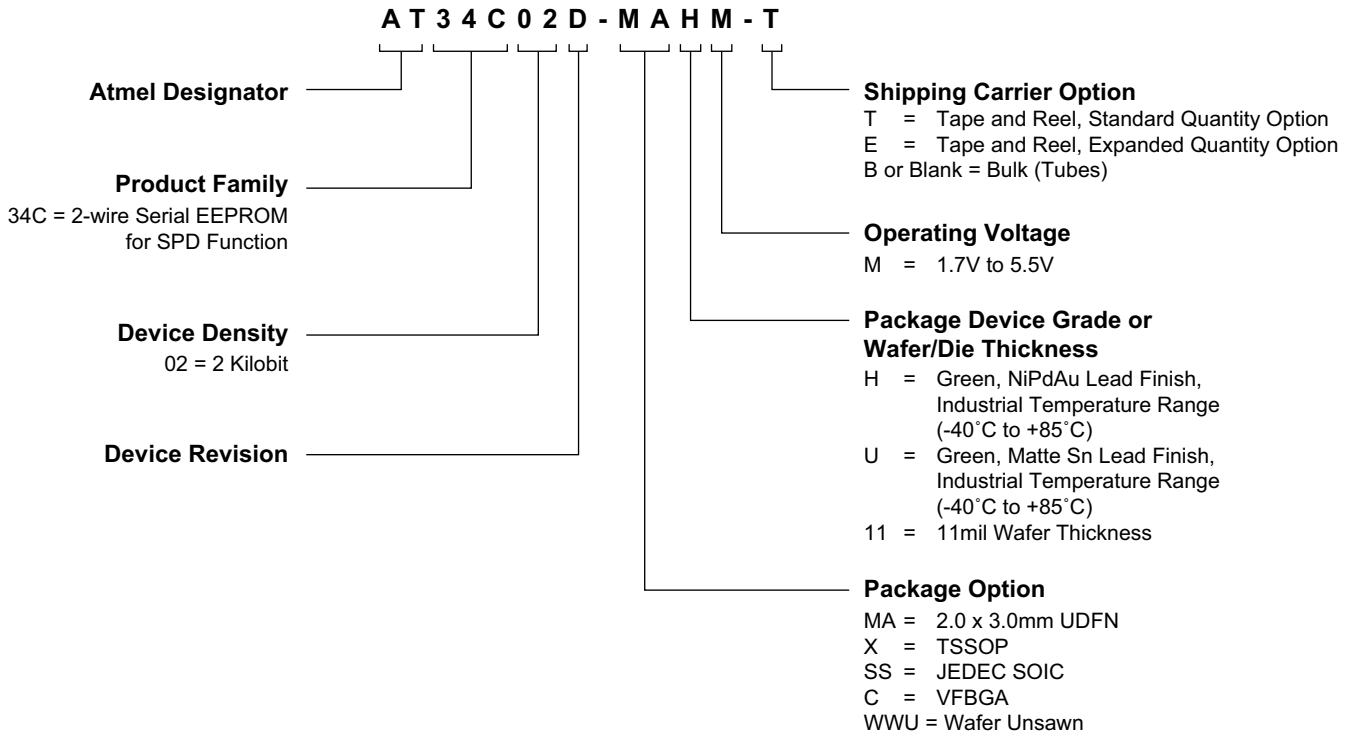 AT34C02D-MAHM-T
Atmel Designator
Product Family
34C = 2-wire Serial EEPROM
for SPD Function
Device Density
02 = 2 Kilobit
Device Revision
Shipping Carrier Option
T = Tape and Reel, Standard Quantity Option
E = Tape and Reel, Expanded Quantity Option
B or Blank = Bulk (Tubes)
Operating Voltage
M = 1.7V to 5.5V
Package Device Grade or
Wafer/Die Thickness
H = Green, NiPdAu Lead Finish,
Industrial Temperature Range
(-40˚C to +85˚C)
U = Green, Matte Sn Lead Finish,
Industrial Temperature Range
(-40˚C to +85˚C)
11 = 11mil Wafer Thickness
Package Option
MA = 2.0 x 3.0mm UDFN
X = TSSOP
SS = JEDEC SOIC
C = VFBGA
WWU = Wafer Unsawn